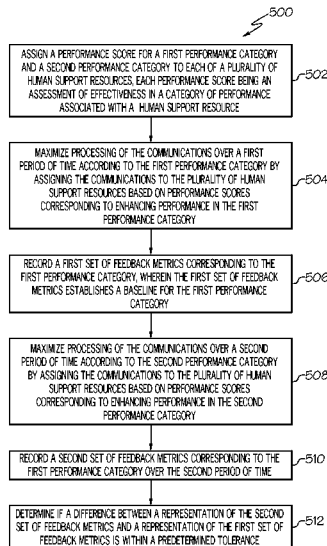 500
ASSIGN A PERFORMANCE SCORE FOR A FIRST PERFORMANCE CATEGORY
AND A SECOND PERFORMANCE CATEGORY TO EACH OF A PLURALITY OF
HUMAN SUPPORT RESOURCES, EACH PERFORMANCE SCORE BEING AN
ASSESSMENT OF EFFECTIVENESS IN A CATEGORY OF PERFORMANCE
ASSOCIATED WITH A HUMAN SUPPORT RESOURCE
502
MAXIMIZE PROCESSING OF THE COMMUNICATIONS OVER A FIRST
PERIOD OF TIME ACCORDING TO THE FIRST PERFORMANCE CATEGORY BY
ASSIGNING THE COMMUNICATIONS TO THE PLURALITY OF HUMAN
SUPPORT RESOURCES BASED ON PERFORMANCE SCORES
CORRESPONDING TO ENHANCING PERFORMANCE IN THE FIRST
PERFORMANCE CATEGORY
504
RECORD A FIRST SET OF FEEDBACK METRICS CORRESPONDING TO THE
FIRST PERFORMANCE CATEGORY, WHEREIN THE FIRST SET OF FEEDBACK
METRICS ESTABLISHES A BASELINE FOR THE FIRST PERFORMANCE
CATEGORY
506
MAXIMIZE PROCESSING OF THE COMMUNICATIONS OVER A SECOND
PERIOD OF TIME ACCORDING TO THE SECOND PERFORMANCE CATEGORY
BY ASSIGNING THE COMMUNICATIONS TO THE PLURALITY OF HUMAN
SUPPORT RESOURCES BASED ON PERFORMANCE SCORES
CORRESPONDING TO ENHANCING PERFORMANCE IN THE SECOND
PERFORMANCE CATEGORY
508
RECORD A SECOND SET OF FEEDBACK METRICS CORRESPONDING TO THE
FIRST PERFORMANCE CATEGORY OVER THE SECOND PERIOD OF TIME
510
DETERMINE IF A DIFFERENCE BETWEEN A REPRESENTATION OF THE SECOND
SET OF FEEDBACK METRICS AND A REPRESENTATION OF THE FIRST SET OF
FEEDBACK METRICS IS WITHIN A PREDETERMINED TOLERANCE
512